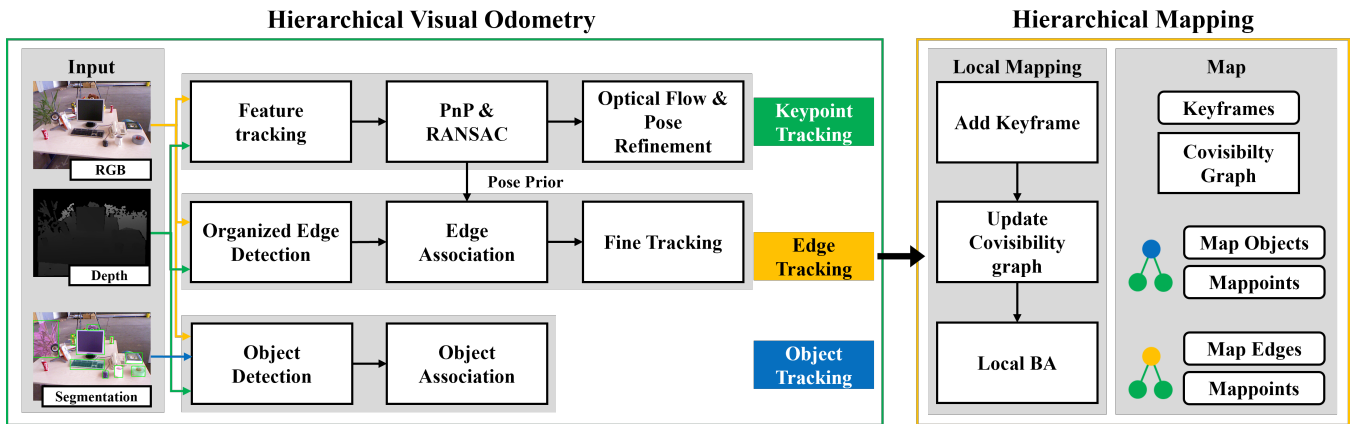 Hierarchical Visual Odometry
Input
RGB
Depth
Segmentation
Feature
tracking
PnP &
RANSAC
Optical Flow &
Pose
Refinement
Keypoint
Tracking
Pose Prior
Organized Edge
Detection
Edge
Association
Fine Tracking
Edge
Tracking
Object
Detection
Object
Association
Object
Tracking
Hierarchical Mapping
Local Mapping
Add Keyframe
Update
Covisibility
graph
Local BA
Map
Keyframes
Covisibilty
Graph
Map Objects
Mappoints
Map Edges
Mappoints